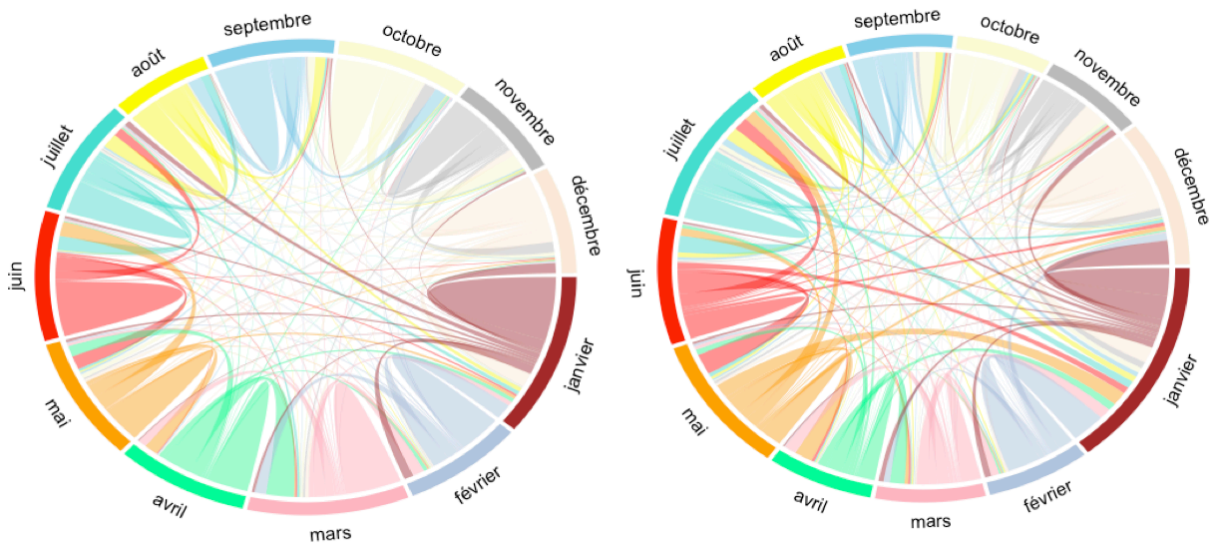 septembre
octobre
novembre
décembre
janvier
février
mars
avril
mai
juin
juillet
août
septembre
octobre
novembre
décembre
janvier
février
mars
avril
mai
juin
juillet
août